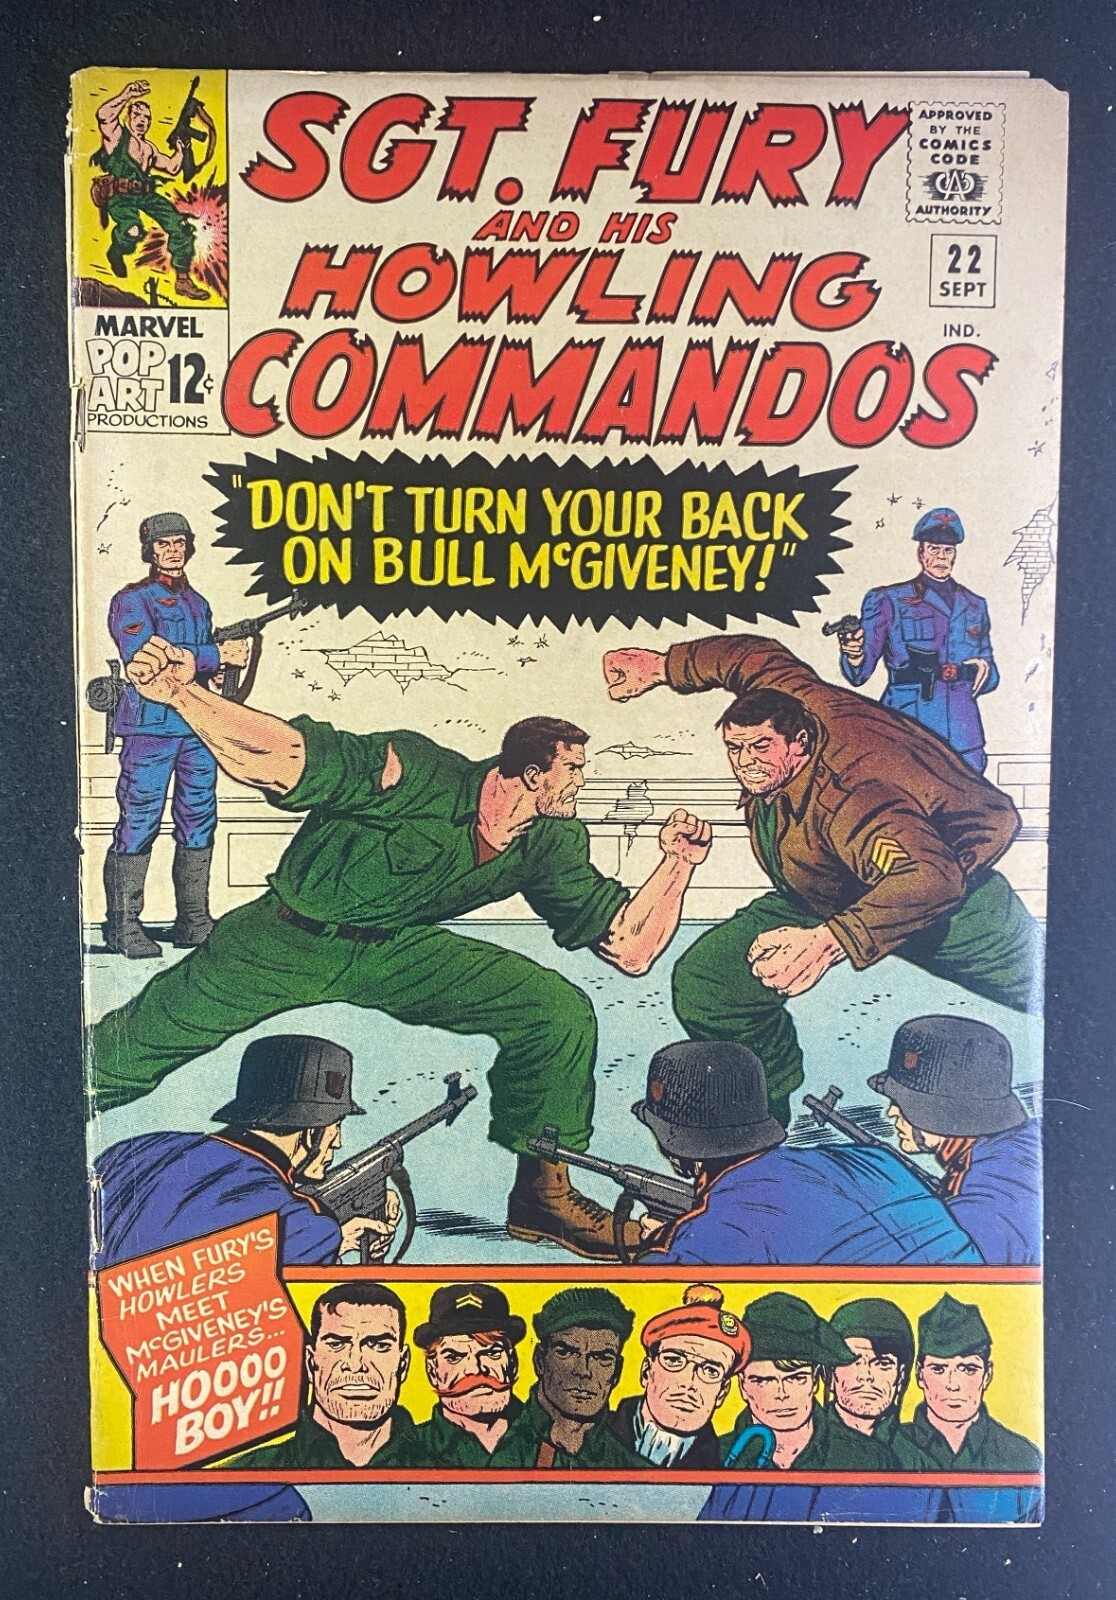 SGT. FURY
AND HIS
HOWLING
COMMANDOS
APPROVED
BY THE
COMICS
CODE
CA
AUTHORITY
22
SEPT
IND.
MARVEL
POP
ART 12¢
PRODUCTIONS
"DON'T TURN YOUR BACK
ON BULL McGIVENEY!"
WHEN FURY'S
HOWLERS
MEET
McGIVENEY'S
MAULERS...
HOOOO
BOY!!